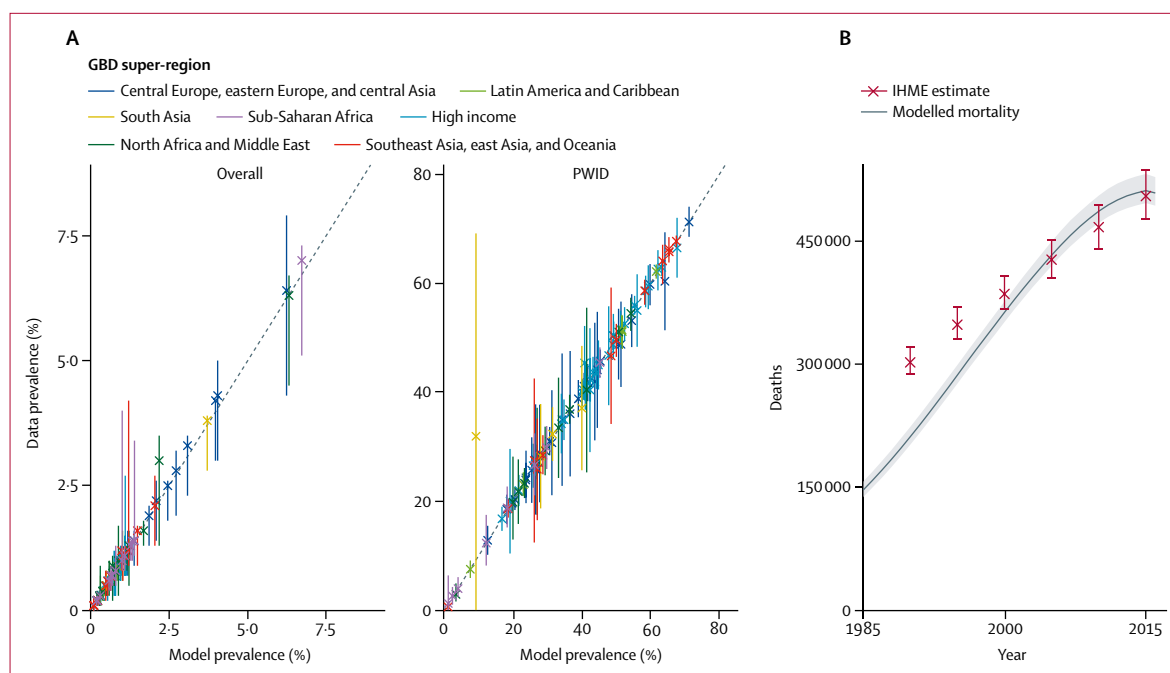 A
GBD super-region
Central Europe, eastern Europe, and central Asia
Latin America and Caribbean
South Asia
Sub-Saharan Africa
High income
North Africa and Middle East
Southeast Asia, east Asia, and Oceania
Overall
Data prevalence (%)
7·5
5·0
2·5
0
0
2·5
5·0
7·5
Model prevalence (%)
PWID
80
60
40
20
0
0
20
40
60
80
Model prevalence (%)
B
IHME estimate
Modelled mortality
Deaths
450 000
300 000
150 000
0
1985
2000
2015
Year